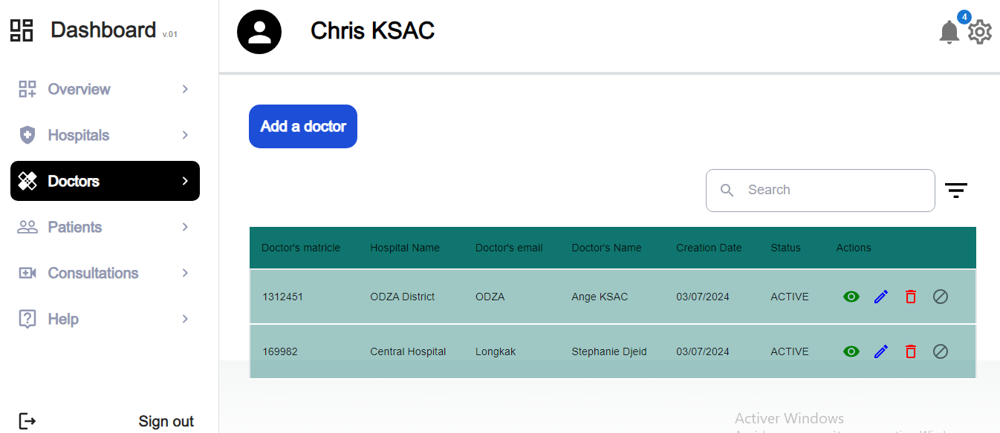 Dashboard v.01
Chris KSAC
4
Overview
Hospitals
Doctors
Patients
Consultations
Help
Sign out
Add a doctor
Search
Doctor's matricle Hospital Name Doctor's email Doctor's Name Creation Date Status Actions
1312451 ODZA District ODZA Ange KSAC 03/07/2024 ACTIVE
169982 Central Hospital Longkak Stephanie Djeid 03/07/2024 ACTIVE
Activer Windows